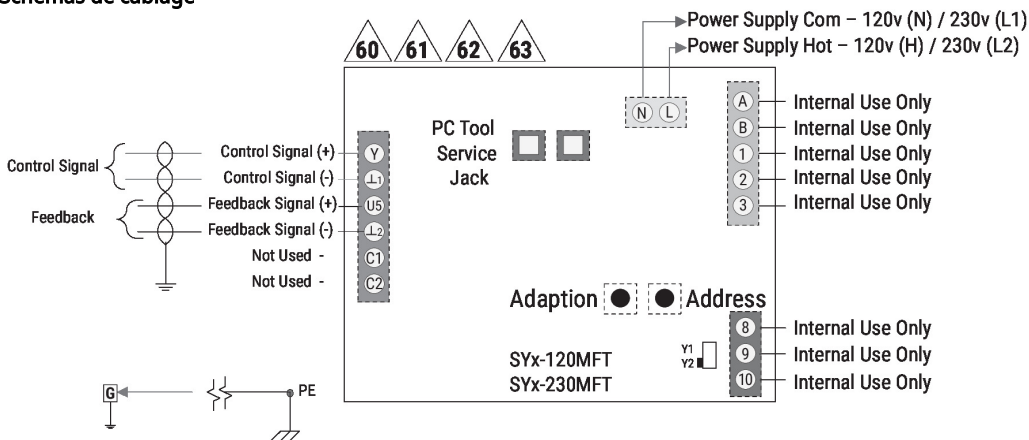 Schémas de câblage
Power Supply Com – 120v (N) / 230v (L1)
Power Supply Hot – 120v (H) / 230v (L2)
60 61 62 63
N L
PC Tool
Service
Jack
A Internal Use Only
B Internal Use Only
1 Internal Use Only
2 Internal Use Only
3 Internal Use Only
Control Signal
Control Signal (+) Y
Control Signal (-) ⊥1
Feedback
Feedback Signal (+) U5
Feedback Signal (-) ⊥2
Not Used - C1
Not Used - C2
Adaption Address
SYx-120MFT
SYx-230MFT
Y1
Y2
8 Internal Use Only
9 Internal Use Only
10 Internal Use Only
G PE